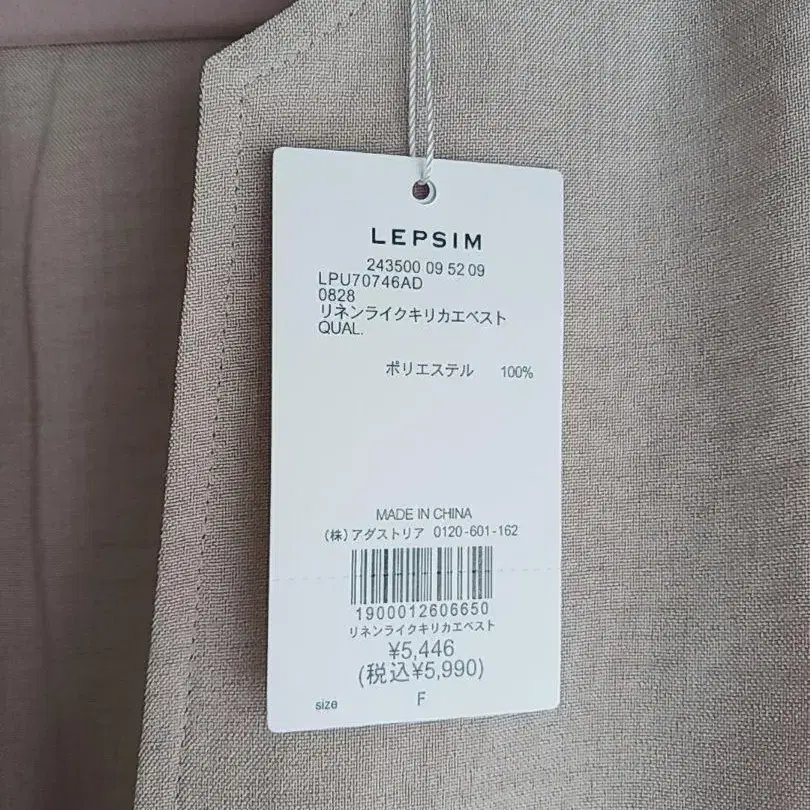 LEPSIM
243500 09 52 09
LPU70746AD
0828
リネンライクキリカエベスト
QUAL.
ポリエステル 100%
MADE IN CHINA
(株)アダストリア 0120-601-162
1900012606650
リネンライクキリカエベスト
¥5,446
(税込¥5,990)
size F